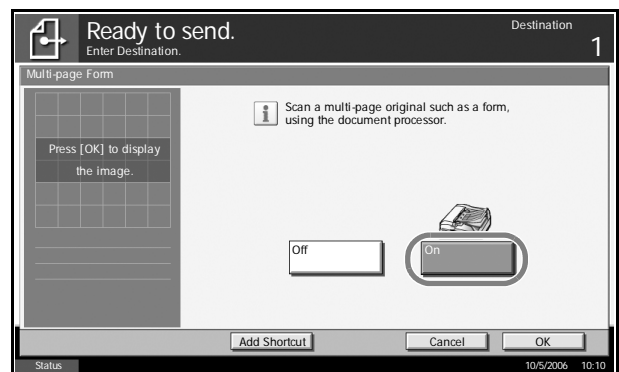 Ready to send.
Destination
Enter Destination.
1
Multi-page Form
Scan a multi-page original such as a form,
using the document processor.
Press [OK] to display
the image.
Off
On
Add Shortcut
Cancel
OK
Status
10/5/2006 10:10